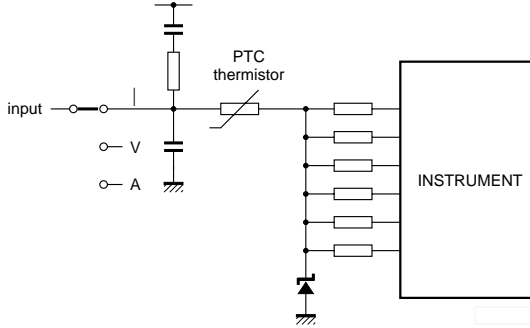 PTC
thermistor
input
V
A
INSTRUMENT